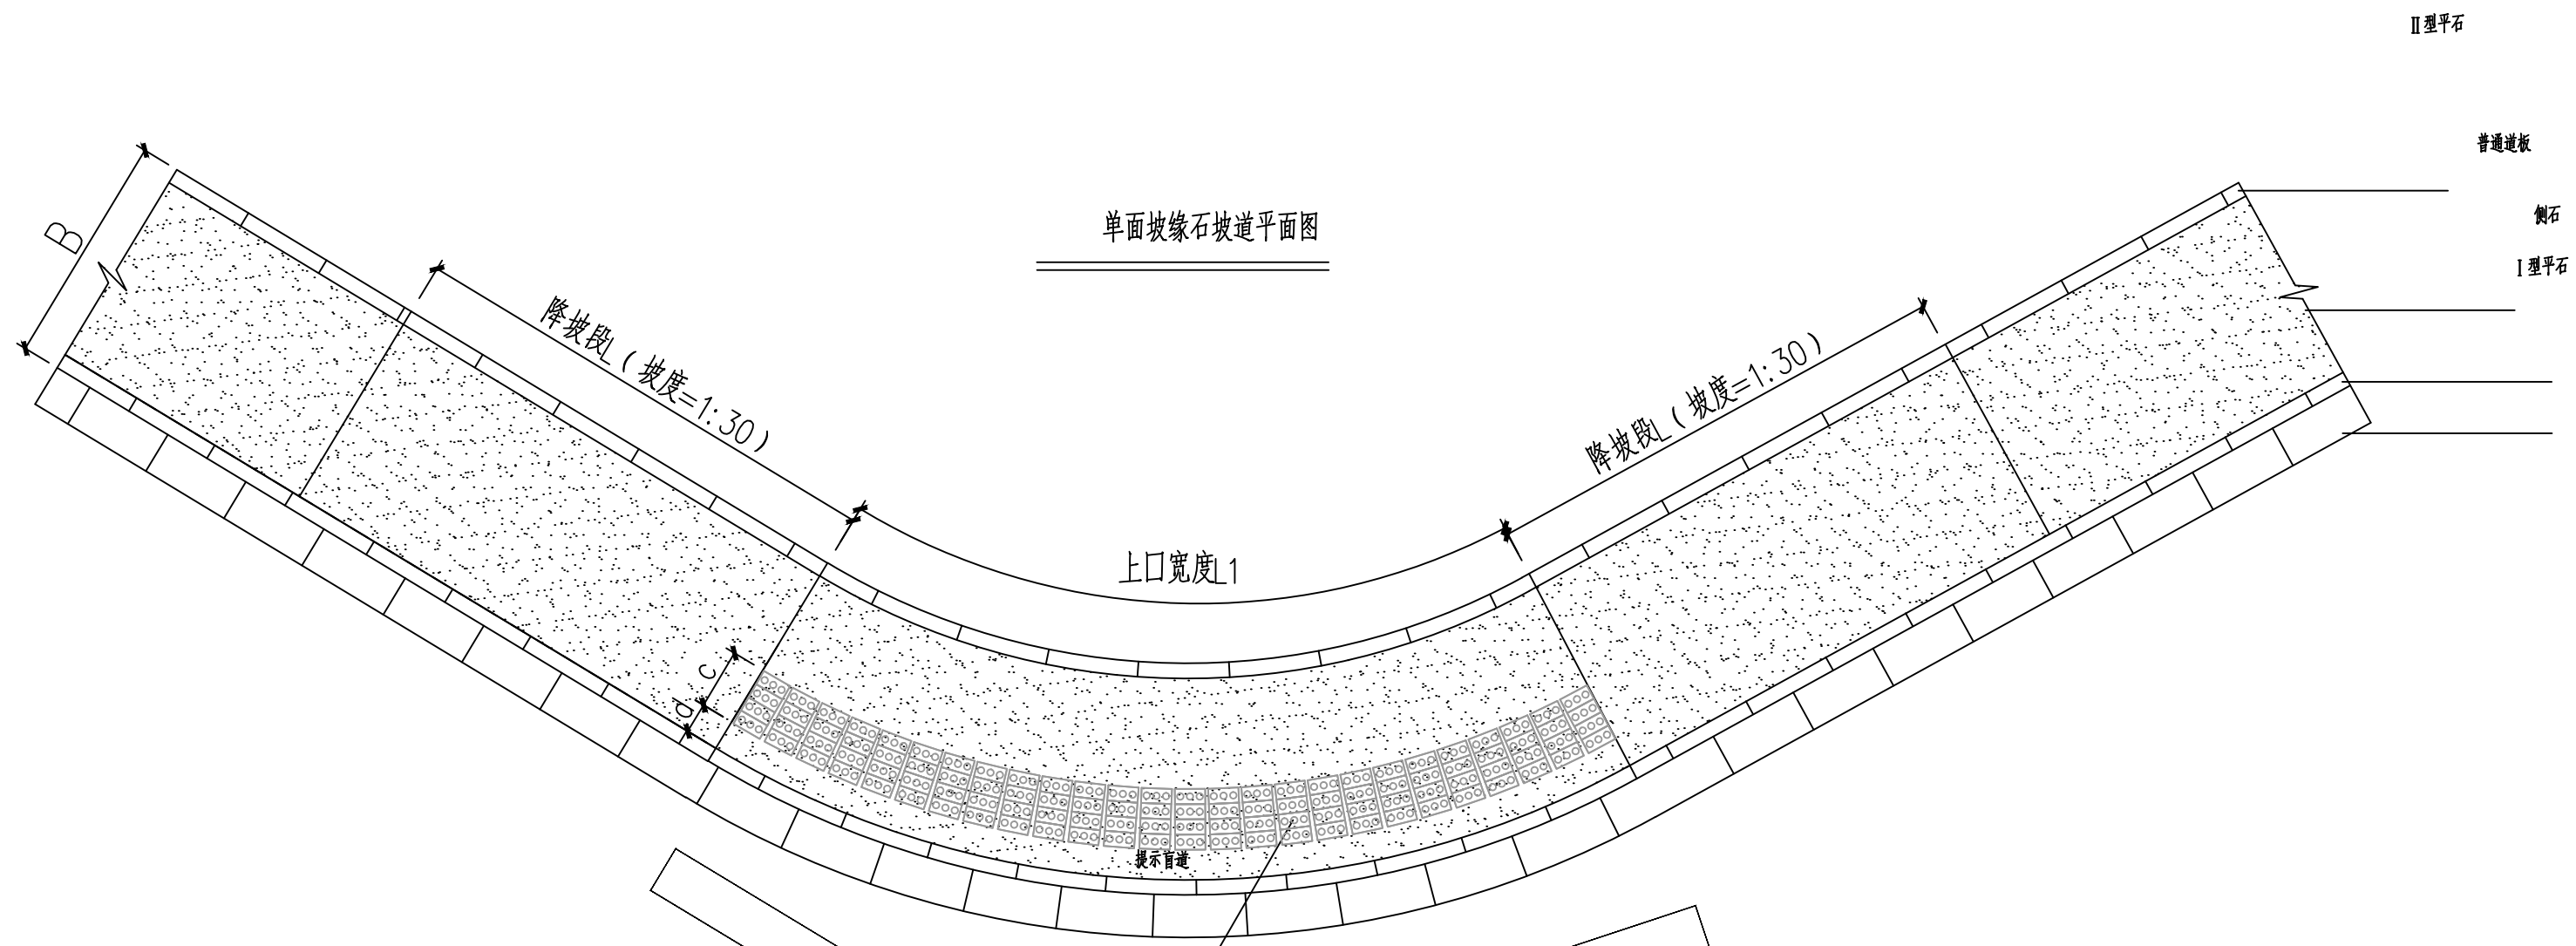 Ⅱ型平石
普通道板
单面坡缘石坡道平面图
侧石
B
Ⅰ型平石
降坡段L(坡度=1:30)
降坡段L(坡度=1:30)
上口宽度L1
c
d
提示盲道